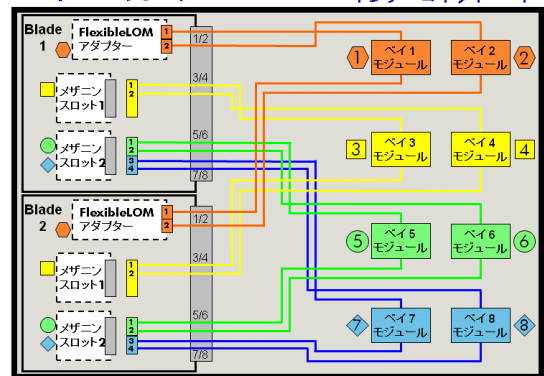 Blade
1
FlexibleLOM
アダプター
1
2
1/2
メザニン
スロット1
1
2
3/4
メザニン
スロット2
1
2
3
4
5/6
7/8
Blade
2
FlexibleLOM
アダプター
1
2
1/2
メザニン
スロット1
1
2
3/4
メザニン
スロット2
1
2
3
4
5/6
7/8
1
ベイ1
モジュール
ベイ2
モジュール
2
3
ベイ3
モジュール
ベイ4
モジュール
4
5
ベイ5
モジュール
ベイ6
モジュール
6
7
ベイ7
モジュール
ベイ8
モジュール
8